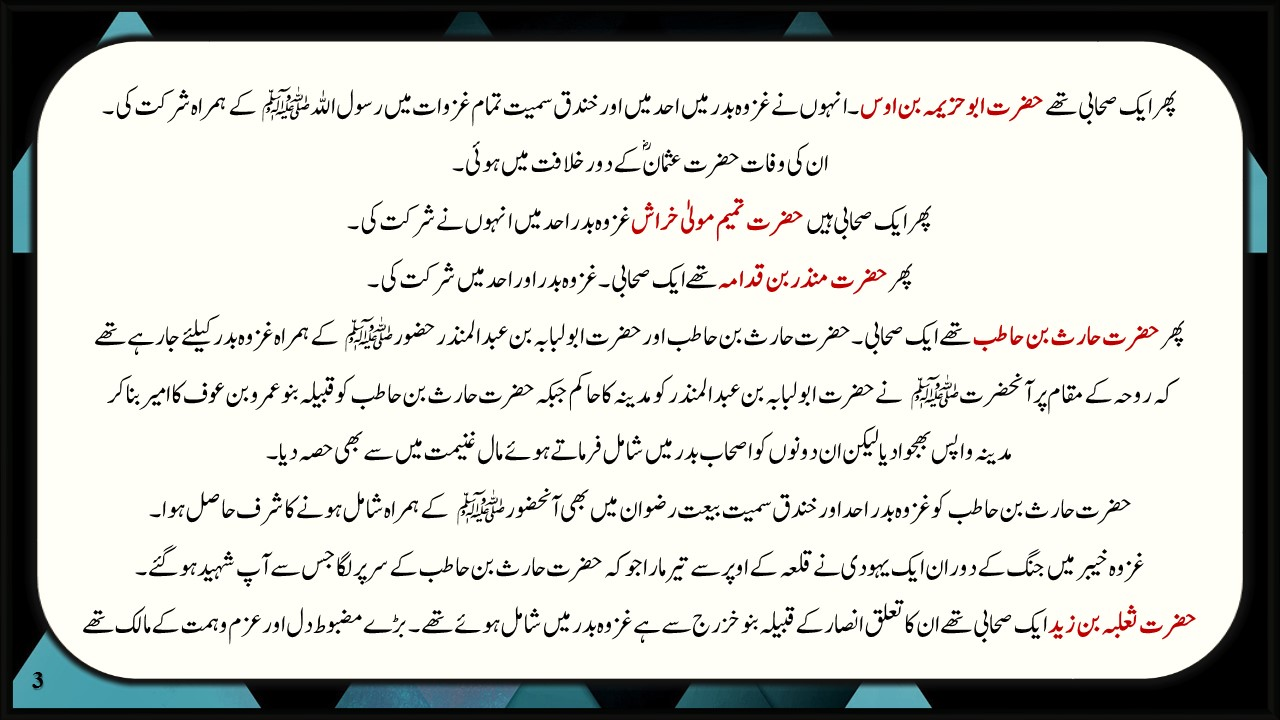 پھر ایک صحابی تھے حضرت ابو خزیمہ بن اوس۔ انہوں نے غزوہ بدر میں احد میں اور خندق سمیت تمام غزوات میں رسول اللہ ﷺ کے ہمراہ شرکت کی۔
ان کی وفات حضرت عثمانؓ کے دور خلافت میں ہوئی۔
پھر ایک صحابی ہیں حضرت تمیم مولیٰ خراش غزوہ بدر احد میں انہوں نے شرکت کی۔
پھر حضرت منذر بن قدامہ تھے ایک صحابی۔ غزوہ بدر اور احد میں شرکت کی۔
پھر حضرت حارث بن حاطب تھے ایک صحابی۔ حضرت حارث بن حاطب اور حضرت ابولبابہ بن عبد المنذر حضور ﷺ کے ہمراہ غزوہ بدر کیلئے جارہے تھے
کہ روحہ کے مقام پر آنحضرت ﷺ نے حضرت ابولبابہ بن عبد المنذر کو مدینہ کا حاکم جبکہ حضرت حارث بن حاطب کو قبیلہ بنو عمرو بن عوف کا امیر بنا کر
مدینہ واپس بھجوا دیا لیکن ان دونوں کو اصحاب بدر میں شامل فرماتے ہوئے مال غنیمت میں سے بھی حصہ دیا۔
حضرت حارث بن حاطب کو غزوہ بدر احد اور خندق سمیت بیعت رضوان میں بھی آنحضور ﷺ کے ہمراہ شامل ہونے کا شرف حاصل ہوا۔
غزوہ خیبر میں جنگ کے دوران ایک یہودی نے قلعہ کے اوپر سے تیر مارا جو کہ حضرت حارث بن حاطب کے سر پر لگا جس سے آپ شہید ہوگئے۔
حضرت ثعلبہ بن زید ایک صحابی تھے ان کا تعلق انصار کے قبیلہ بنو خزرج سے ہے غزوہ بدر میں شامل ہوئے تھے۔ بڑے مضبوط دل اور عزم و ہمت کے مالک تھے
3